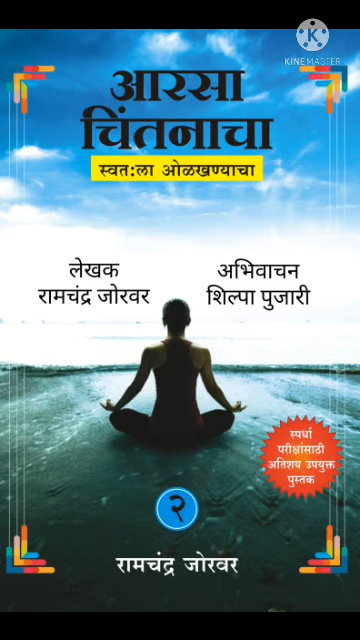 KINEMASTER
आरसा
चिंतनाचा
स्वत:ला ओळखण्याचा
लेखक
रामचंद्र जोरवर
अभिवाचन
शिल्पा पुजारी
स्पर्धा
परीक्षांसाठी
अतिशय उपयुक्त
पुस्तक
२
रामचंद्र जोरवर